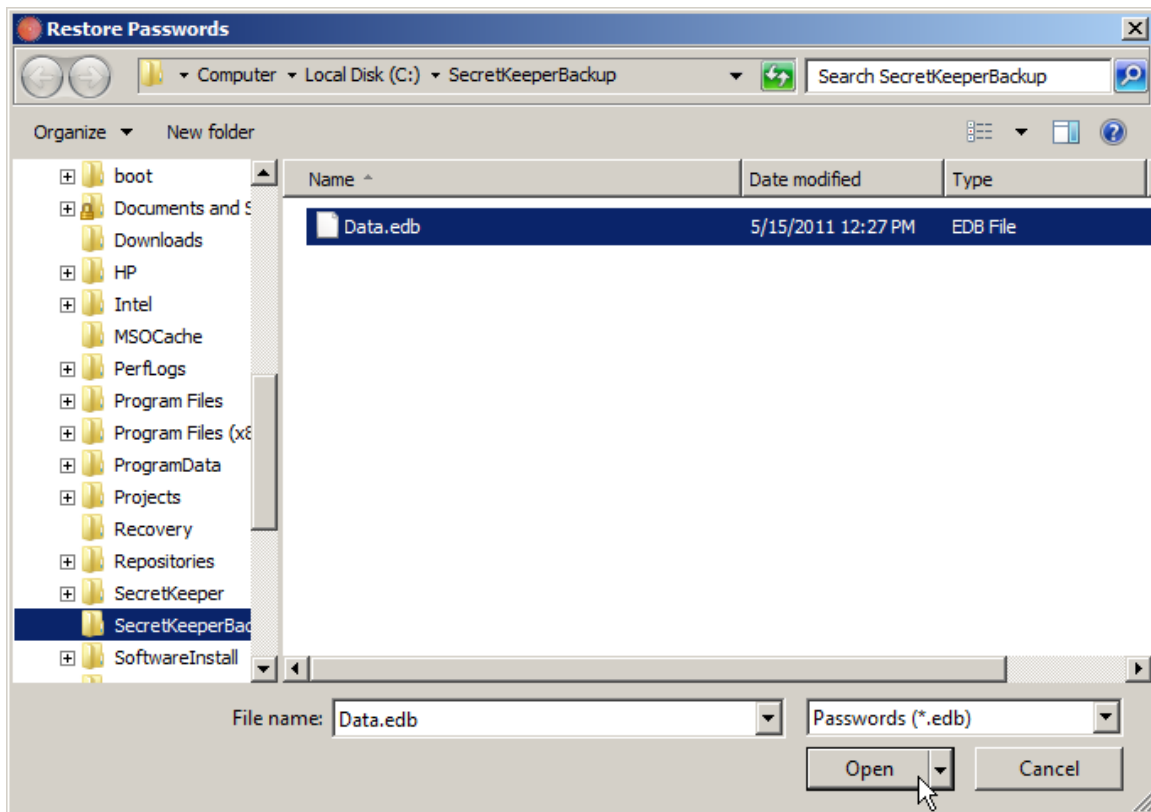 Restore Passwords
Computer Local Disk (C:) SecretKeeperBackup
Search SecretKeeperBackup
Organize New folder
Name Date modified Type
boot
Documents and S
Downloads
HP
Intel
MSOCache
PerfLogs
Program Files
Program Files (x8
ProgramData
Projects
Recovery
Repositories
SecretKeeper
SecretKeeperBac
SoftwareInstall
Data.edb 5/15/2011 12:27 PM EDB File
File name: Data.edb Passwords (*.edb)
Open Cancel